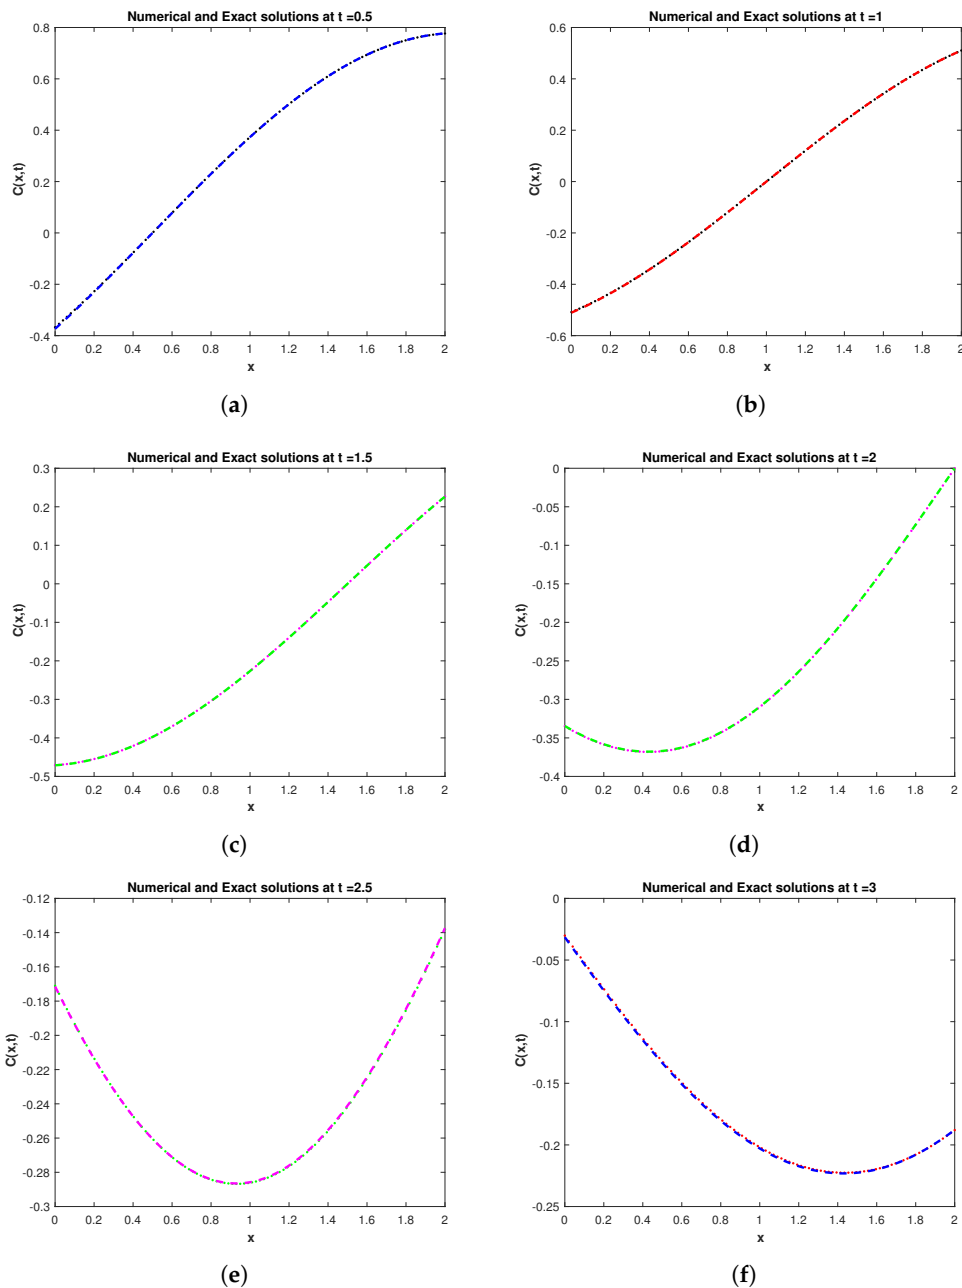 Numerical and Exact solutions at t =0.5
0.8
0.6
0.4
0.2
0
-0.2
-0.4
C(x,t)
0 0.2 0.4 0.6 0.8 1 1.2 1.4 1.6 1.8 2
x
(a)
Numerical and Exact solutions at t =1
0.6
0.4
0.2
0
-0.2
-0.4
-0.6
C(x,t)
0 0.2 0.4 0.6 0.8 1 1.2 1.4 1.6 1.8 2
x
(b)
Numerical and Exact solutions at t =1.5
0.3
0.2
0.1
0
-0.1
-0.2
-0.3
-0.4
-0.5
C(x,t)
0 0.2 0.4 0.6 0.8 1 1.2 1.4 1.6 1.8 2
x
(c)
Numerical and Exact solutions at t =2
0
-0.05
-0.1
-0.15
-0.2
-0.25
-0.3
-0.35
-0.4
C(x,t)
0 0.2 0.4 0.6 0.8 1 1.2 1.4 1.6 1.8 2
x
(d)
Numerical and Exact solutions at t =2.5
-0.12
-0.14
-0.16
-0.18
-0.2
-0.22
-0.24
-0.26
-0.28
-0.3
C(x,t)
0 0.2 0.4 0.6 0.8 1 1.2 1.4 1.6 1.8 2
x
(e)
Numerical and Exact solutions at t =3
0
-0.05
-0.1
-0.15
-0.2
-0.25
C(x,t)
0 0.2 0.4 0.6 0.8 1 1.2 1.4 1.6 1.8 2
x
(f)